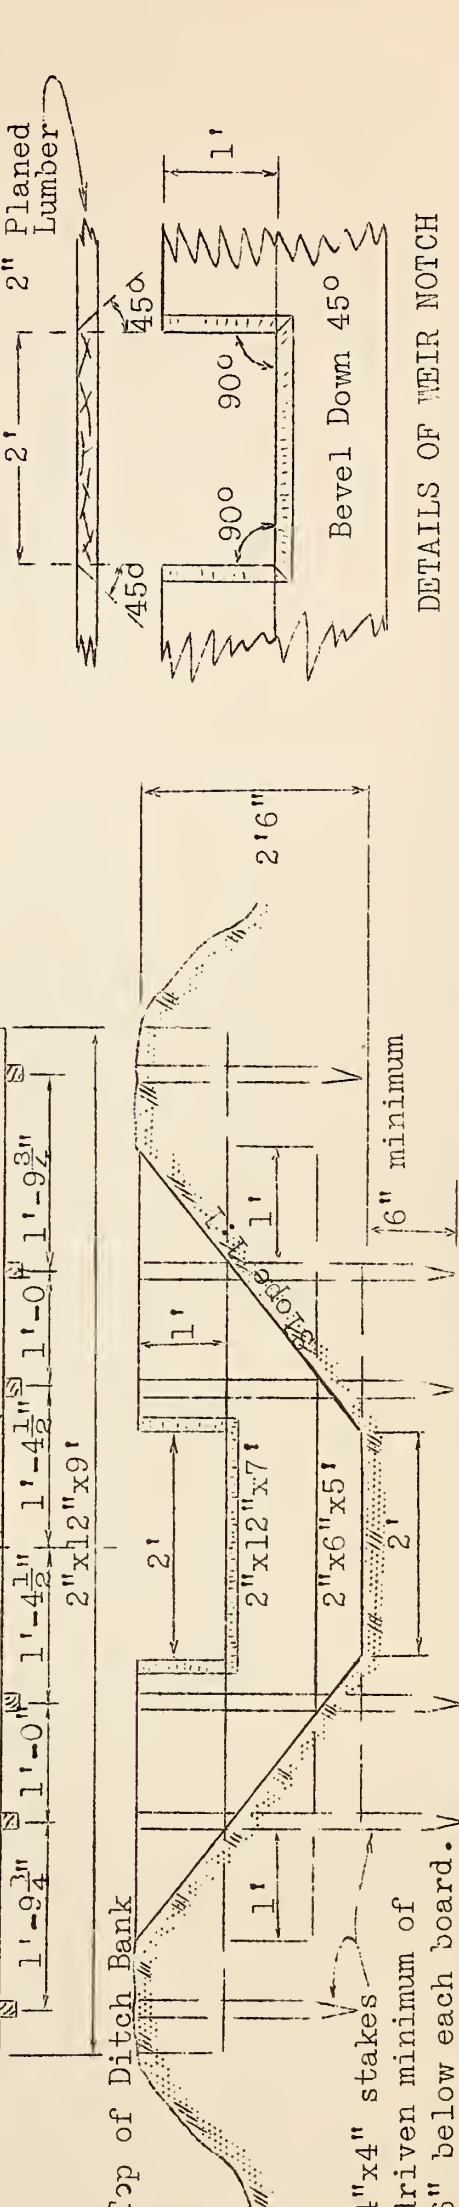 1'-9¾" 1'-0" 1'-4½" 1'-4½" 1'-0" 1'-9¾"
2"x12"x9'
Top of Ditch Bank
2'
1'
2"x12"x7'
2"x6"x5'
2'
1'
1'
Slope 1:1
2'6"
6" minimum
4"x4" stakes
driven minimum of
6" below each board.
2'
2" Planed
Lumber
45°
45°
90°
90°
1'
Bevel Down 45°
DETAILS OF WEIR NOTCH